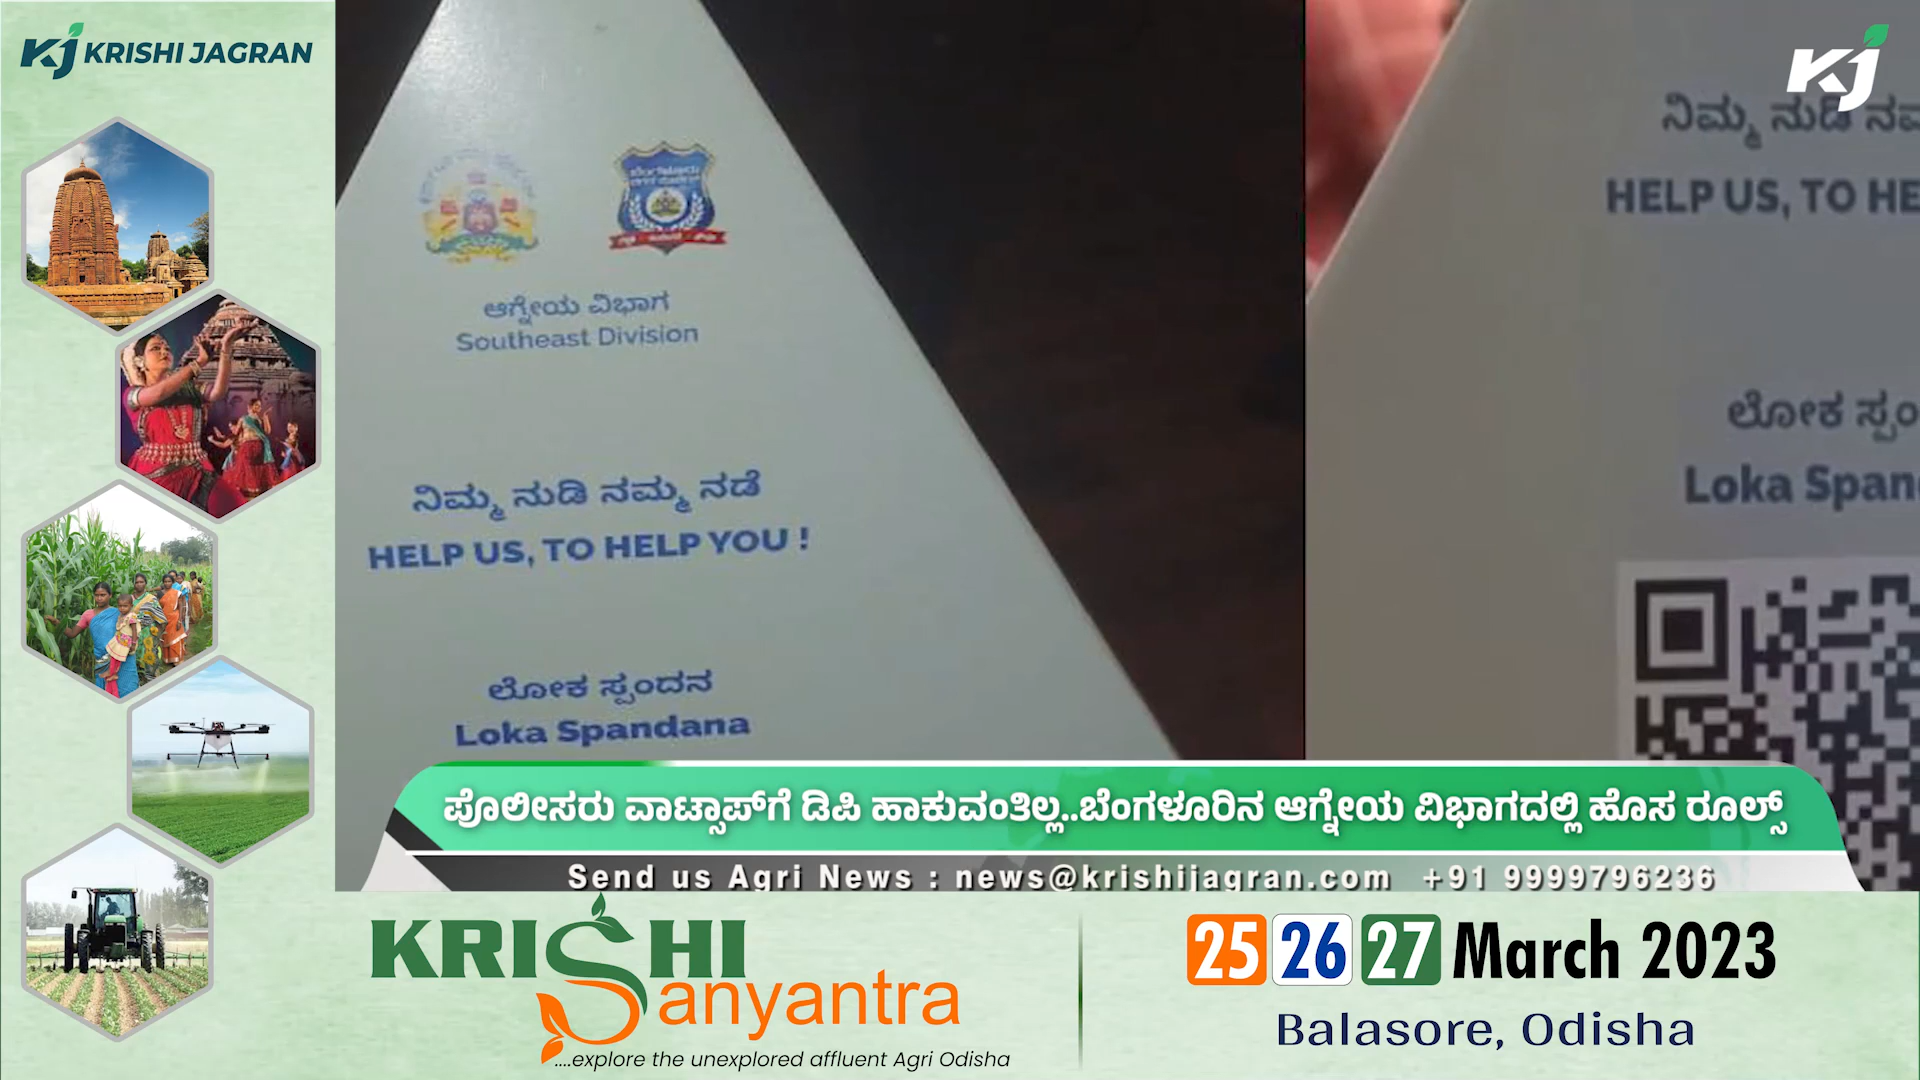 KJ KRISHI JAGRAN
KJ
ಆಗ್ನೇಯ ವಿಭಾಗ
Southeast Division
ನಿಮ್ಮ ನುಡಿ ನಮ್ಮ ನಡೆ
HELP US, TO HELP YOU !
ಲೋಕ ಸ್ಪಂದನ
Loka Spandana
ನಿಮ್ಮ ನುಡಿ
HELP US, TO
ಲೋಕ
Loka
ಪೊಲೀಸರು ವಾಟ್ಸಾಪ್‌ಗೆ ಡಿಪಿ ಹಾಕುವಂತಿಲ್ಲ..ಬೆಂಗಳೂರಿನ ಆಗ್ನೇಯ ವಿಭಾಗದಲ್ಲಿ ಹೊಸ ರೂಲ್ಸ್
Send us Agri News : news@krishijagran.com +91 9999796236
KRISHI
Sanyantra
....explore the unexplored affluent Agri Odisha
25 26 27 March 2023
Balasore, Odisha